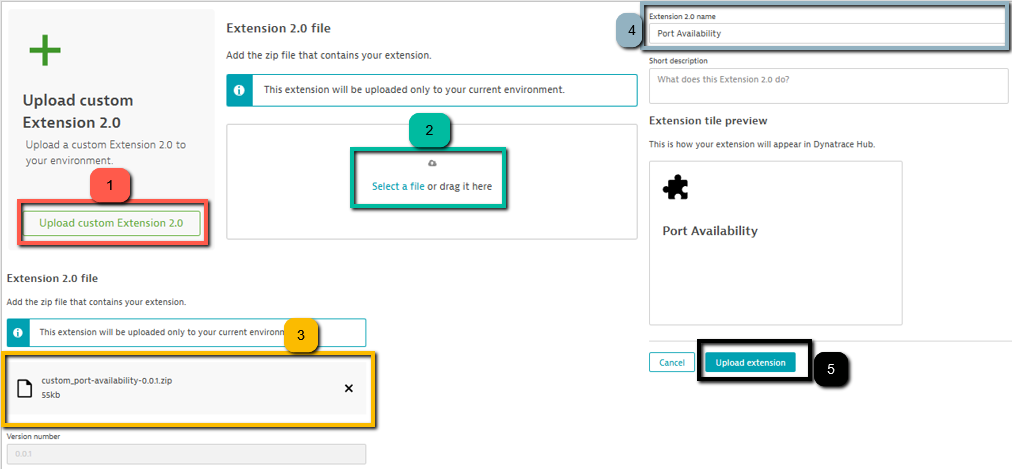 Upload custom
Extension 2.0
Upload a custom Extension 2.0 to
your environment.
1
Upload custom Extension 2.0
Extension 2.0 file
Add the zip file that contains your extension.
This extension will be uploaded only to your current environment.
2
Select a file or drag it here
Extension 2.0 file
Add the zip file that contains your extension.
This extension will be uploaded only to your current
3
custom_port-availability-0.0.1.zip
55kb
Version number
0.0.1
4
Extension 2.0 name
Port Availability
Short description
What does this Extension 2.0 do?
Extension tile preview
This is how your extension will appear in Dynatrace Hub.
Port Availability
Cancel
Upload extension
5